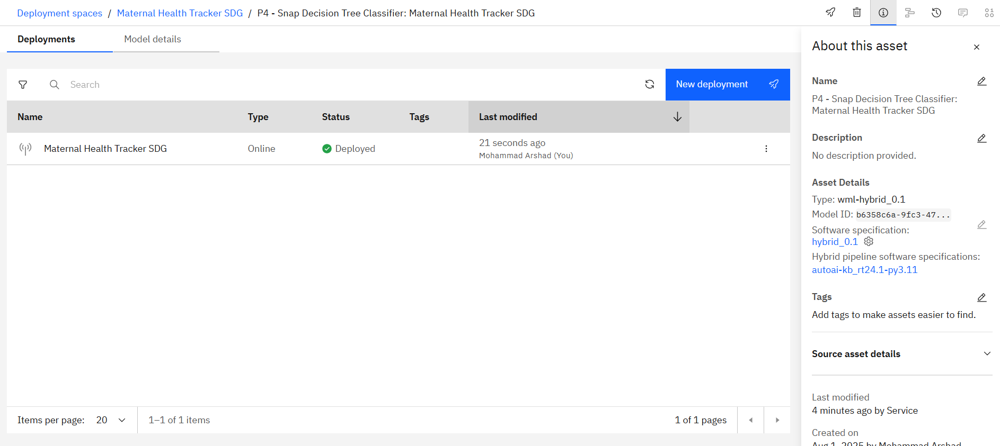 Deployment spaces / Maternal Health Tracker SDG / P4 - Snap Decision Tree Classifier: Maternal Health Tracker SDG
Deployments Model details
Search
New deployment
Name Type Status Tags Last modified
Maternal Health Tracker SDG Online Deployed 21 seconds ago
Mohammad Arshad (You)
Items per page: 20 1–1 of 1 items 1 of 1 pages
About this asset
Name
P4 - Snap Decision Tree Classifier:
Maternal Health Tracker SDG
Description
No description provided.
Asset Details
Type: wml-hybrid_0.1
Model ID: b6358c6a-9fc3-47...
Software specification:
hybrid_0.1
Hybrid pipeline software specifications:
autoai-kb_rt24.1-py3.11
Tags
Add tags to make assets easier to find.
Source asset details
Last modified
4 minutes ago by Service
Created on
Aug 1, 2025 by Mohammad Arshad